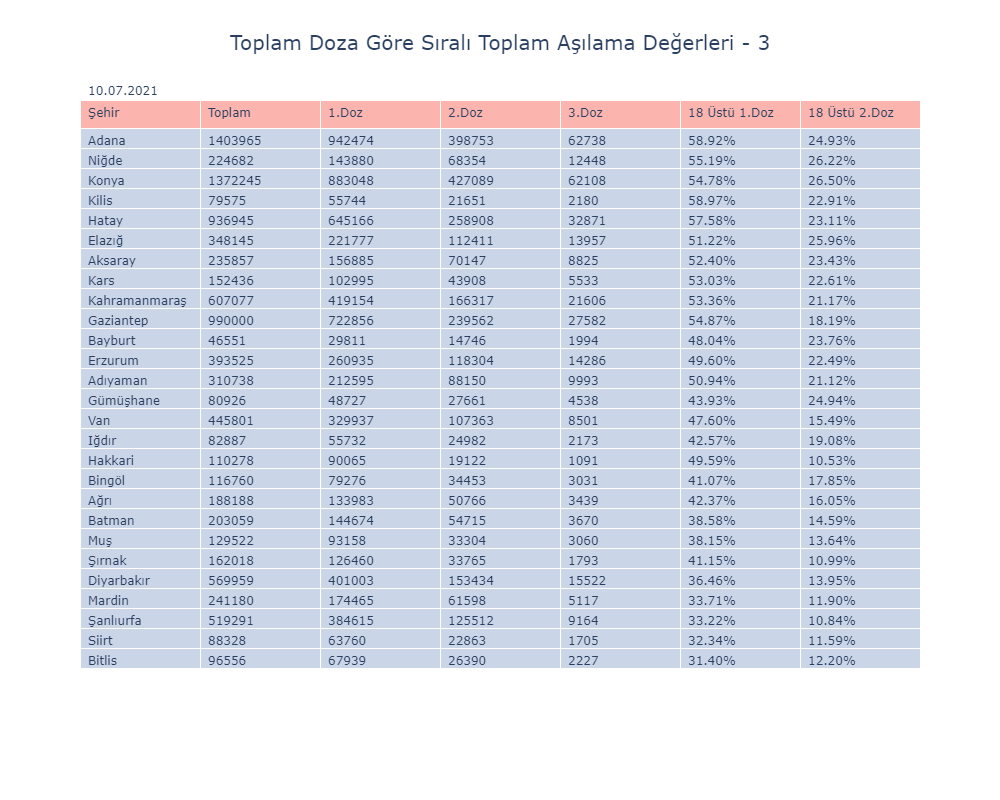 Toplam Doza Göre Sıralı Toplam Aşılama Değerleri - 3
10.07.2021
Şehir Toplam 1.Doz 2.Doz 3.Doz 18 Üstü 1.Doz 18 Üstü 2.Doz
Adana 1403965 942474 398753 62738 58.92% 24.93%
Niğde 224682 143880 68354 12448 55.19% 26.22%
Konya 1372245 883048 427089 62108 54.78% 26.50%
Kilis 79575 55744 21651 2180 58.97% 22.91%
Hatay 936945 645166 258908 32871 57.58% 23.11%
Elazığ 348145 221777 112411 13957 51.22% 25.96%
Aksaray 235857 156885 70147 8825 52.40% 23.43%
Kars 152436 102995 43908 5533 53.03% 22.61%
Kahramanmaraş 607077 419154 166317 21606 53.36% 21.17%
Gaziantep 990000 722856 239562 27582 54.87% 18.19%
Bayburt 46551 29811 14746 1994 48.04% 23.76%
Erzurum 393525 260935 118304 14286 49.60% 22.49%
Adıyaman 310738 212595 88150 9993 50.94% 21.12%
Gümüşhane 80926 48727 27661 4538 43.93% 24.94%
Van 445801 329937 107363 8501 47.60% 15.49%
Iğdır 82887 55732 24982 2173 42.57% 19.08%
Hakkari 110278 90065 19122 1091 49.59% 10.53%
Bingöl 116760 79276 34453 3031 41.07% 17.85%
Ağrı 188188 133983 50766 3439 42.37% 16.05%
Batman 203059 144674 54715 3670 38.58% 14.59%
Muş 129522 93158 33304 3060 38.15% 13.64%
Şırnak 162018 126460 33765 1793 41.15% 10.99%
Diyarbakır 569959 401003 153434 15522 36.46% 13.95%
Mardin 241180 174465 61598 5117 33.71% 11.90%
Şanlıurfa 519291 384615 125512 9164 33.22% 10.84%
Siirt 88328 63760 22863 1705 32.34% 11.59%
Bitlis 96556 67939 26390 2227 31.40% 12.20%